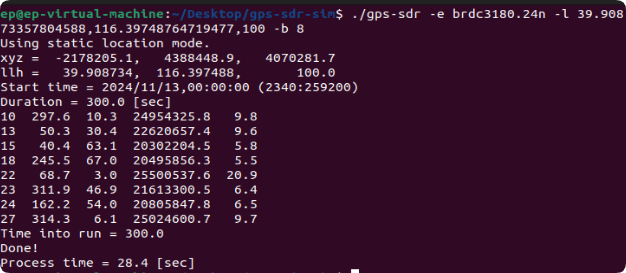 ep@ep-virtual-machine:~/Desktop/gps-sdr-sim$ ./gps-sdr -e brdc3180.24n -l 39.908
73357804588,116.39748764719477,100 -b 8
Using static location mode.
xyz =  -2178205.1,   4388448.9,   4070281.7
llh =   39.908734,  116.397488,       100.0
Start time = 2024/11/13,00:00:00 (2340:259200)
Duration = 300.0 [sec]
10  297.6  10.3  24954325.8   9.8
13   50.3  30.4  22620657.4   9.6
15   40.4  63.1  20302204.5   5.8
18  245.5  67.0  20495856.3   5.5
22   68.7   3.0  25500537.6  20.9
23  311.9  46.9  21613300.5   6.4
24  162.2  54.0  20805847.8   6.5
27  314.3   6.1  25024600.7   9.7
Time into run = 300.0
Done!
Process time = 28.4 [sec]